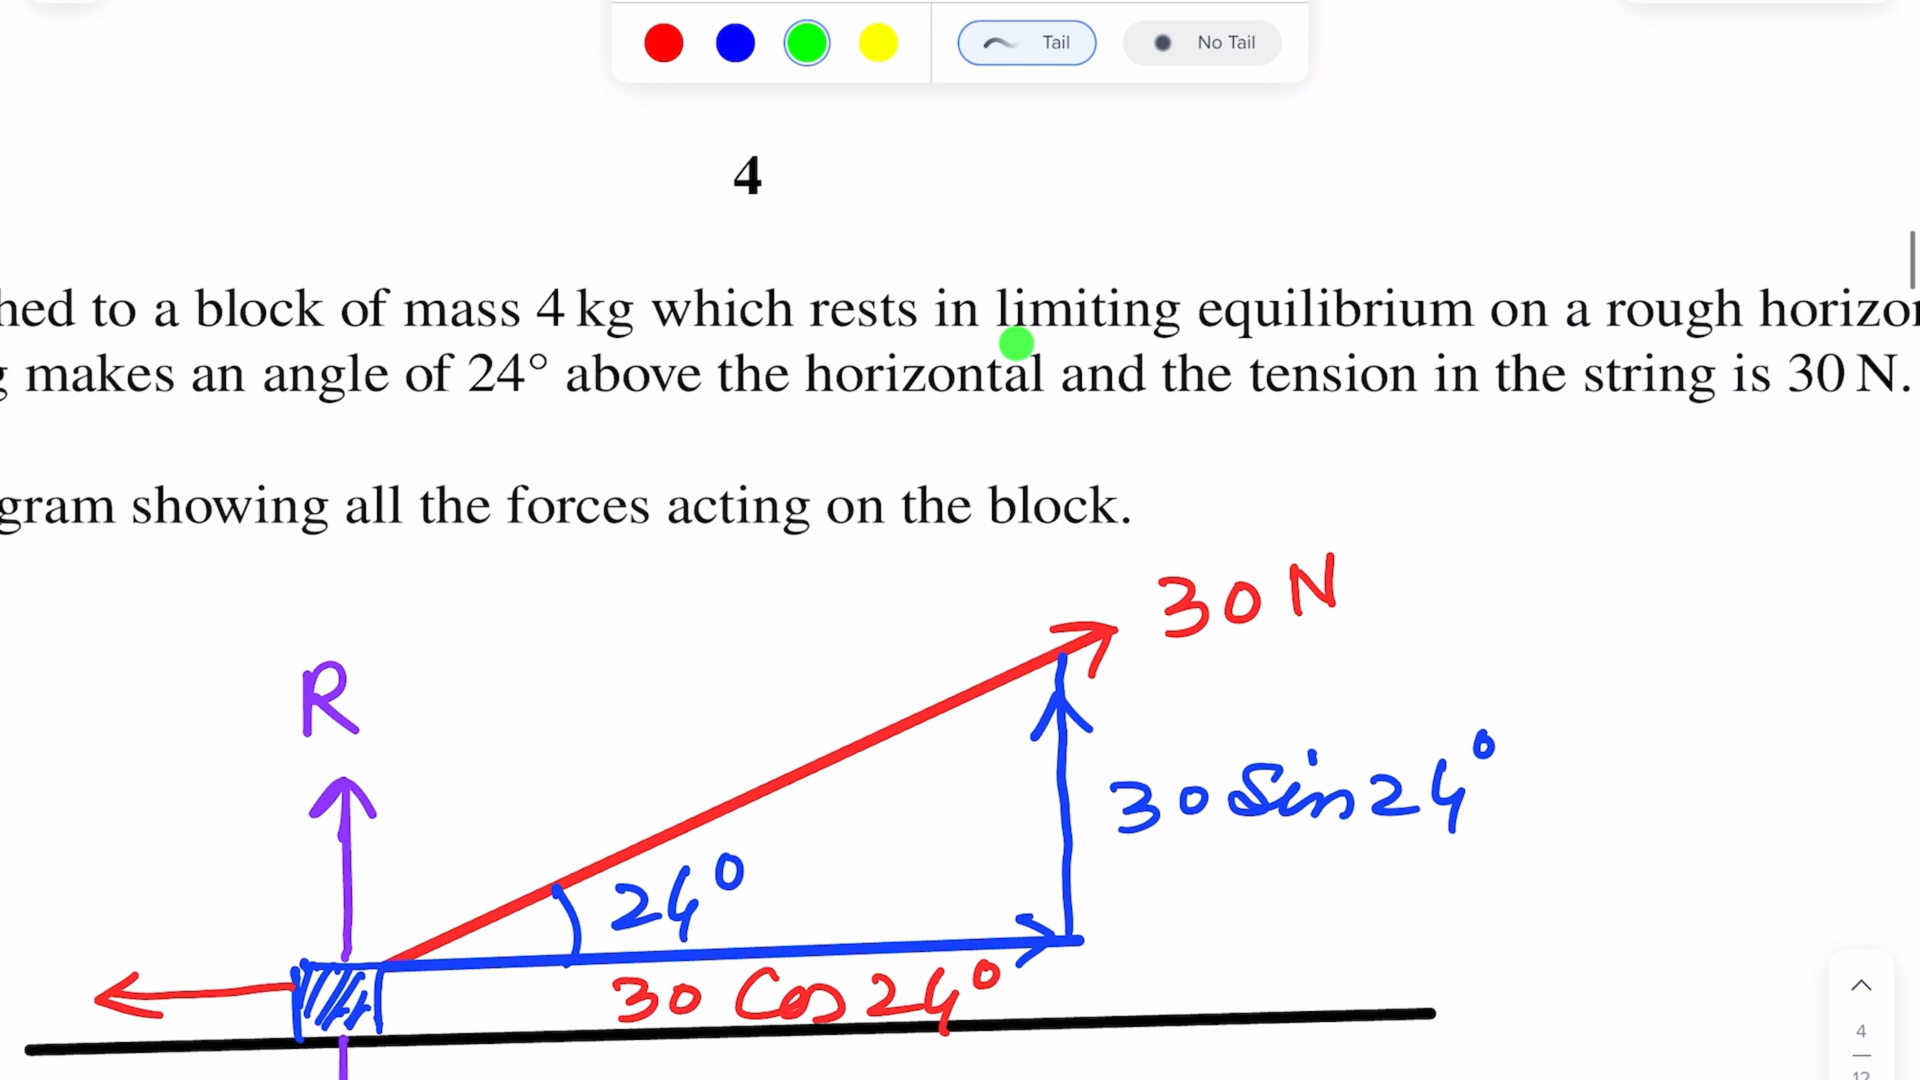 Tail No Tail
4
hed to a block of mass 4 kg which rests in limiting equilibrium on a rough horizo
makes an angle of 24° above the horizontal and the tension in the string is 30 N.
gram showing all the forces acting on the block.
30 N
R
30 Sin 24°
24°
30 Cos 24°
4
12